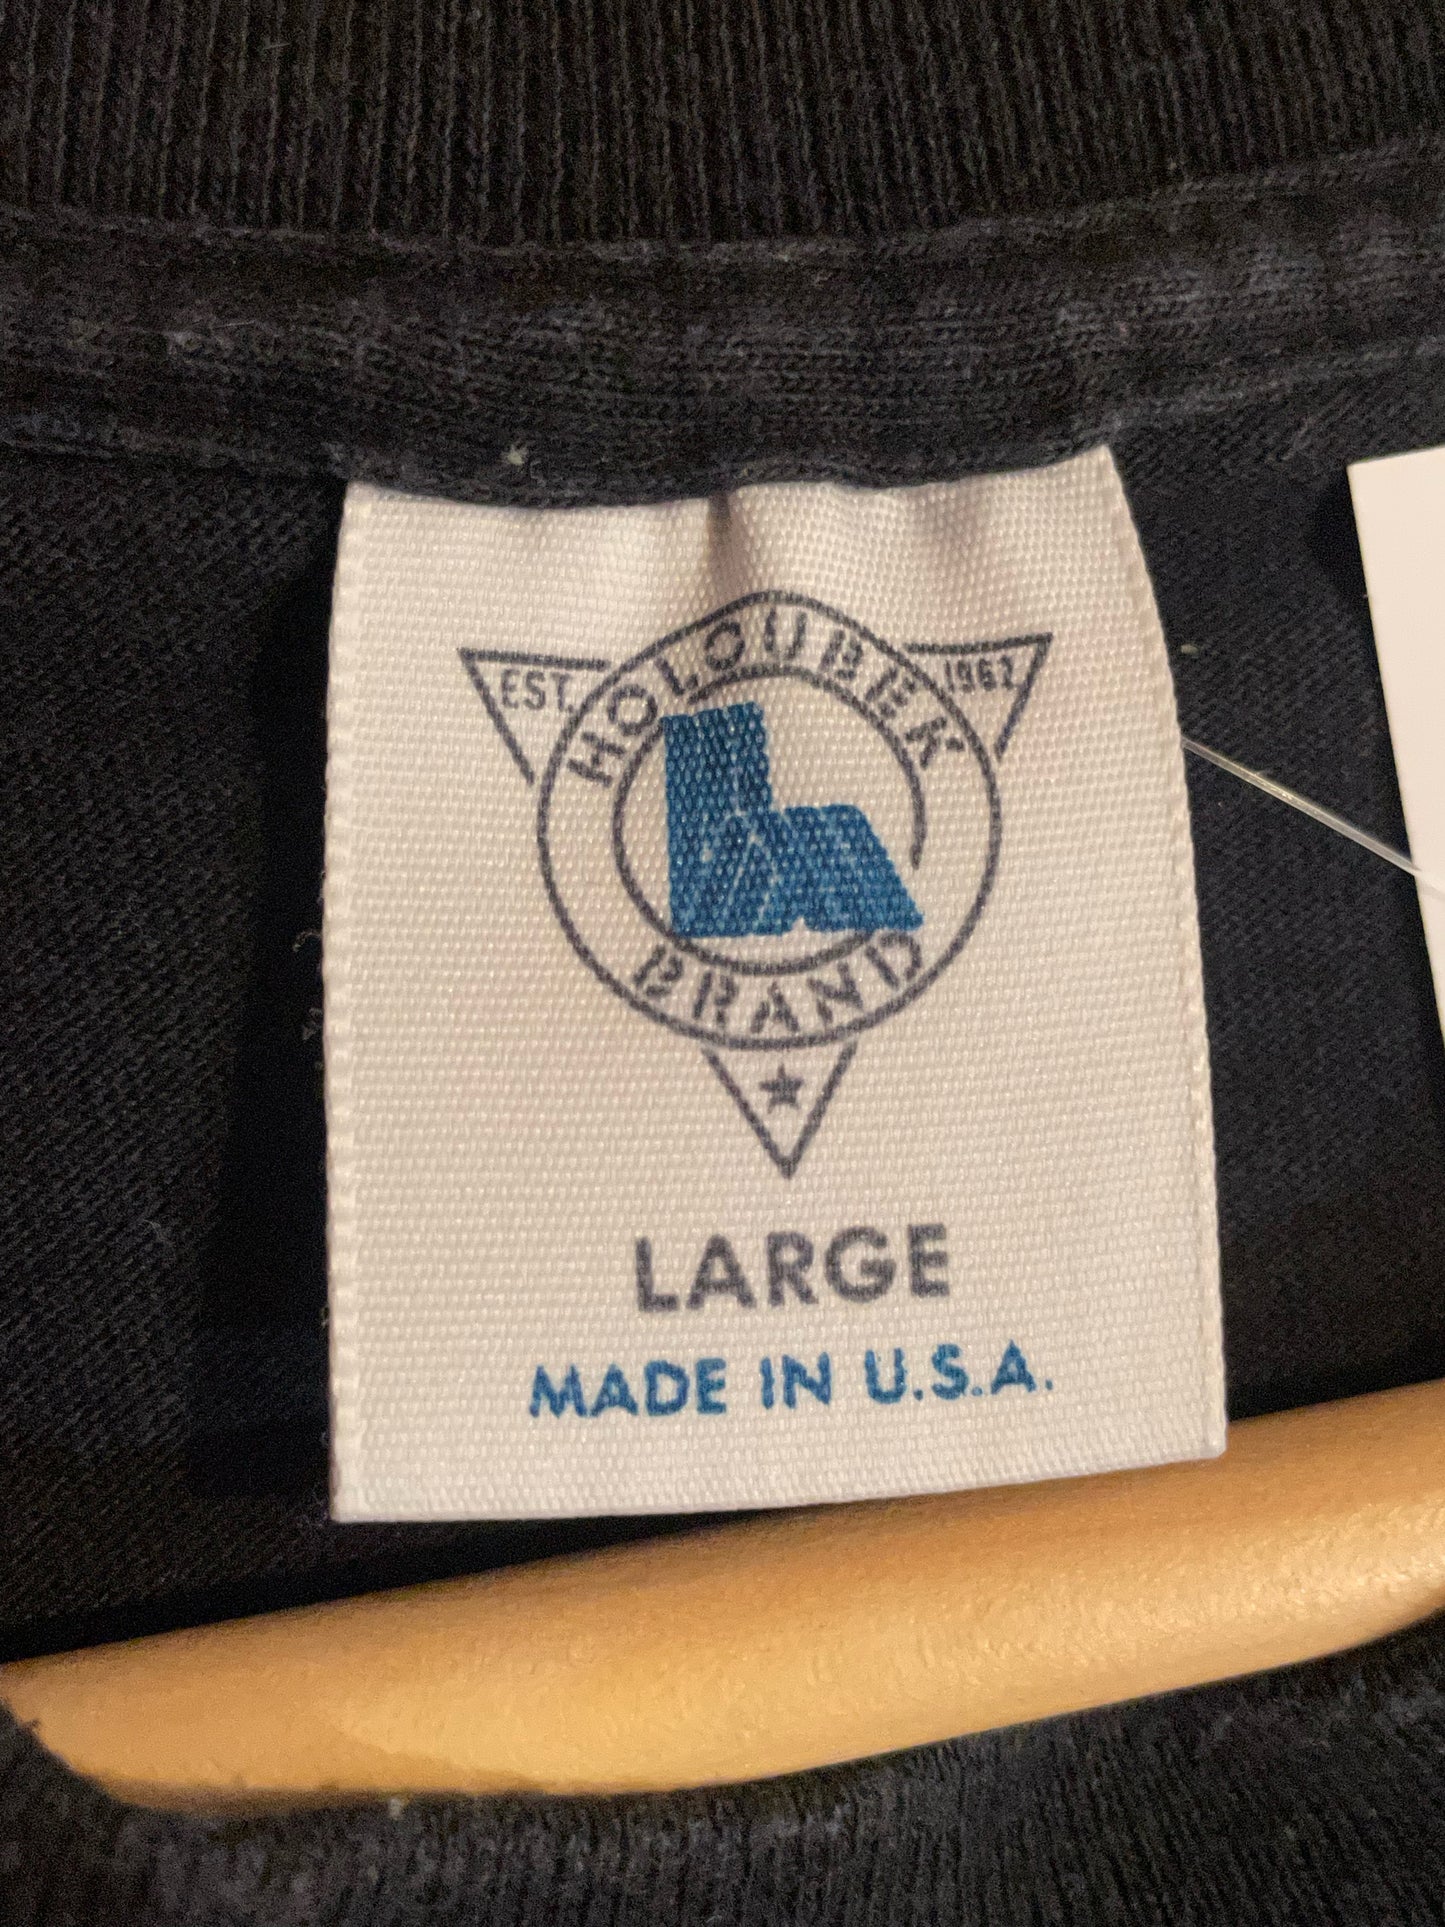 EST. HOLOUBEK 1962
BRAND
LARGE
MADE IN U.S.A.